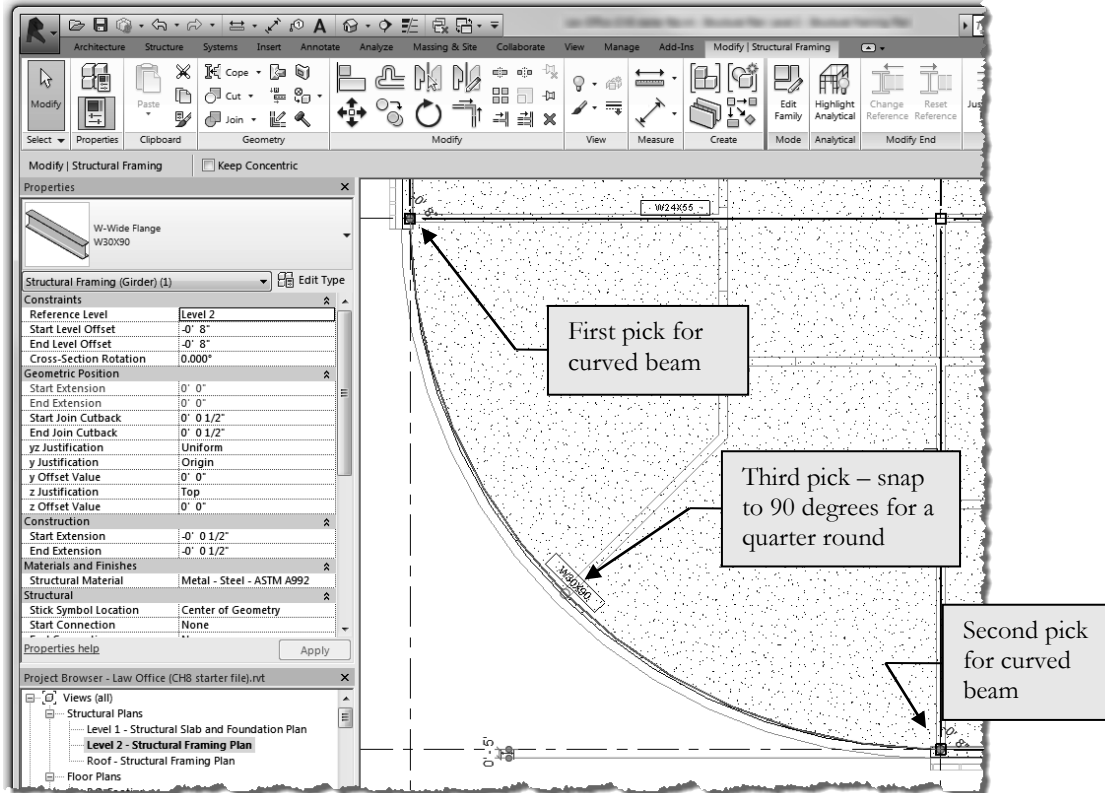 Architecture Structure Systems Insert Annotate Analyze Massing & Site Collaborate View Manage Add-Ins Modify | Structural Framing
Modify Properties Paste Cope Cut Join Edit Family Highlight Analytical Change Reference Reset Reference
Select Properties Clipboard Geometry Modify View Measure Create Mode Analytical Modify End
Modify | Structural Framing Keep Concentric
Properties
W-Wide Flange
W30X90
Structural Framing (Girder) (1) Edit Type
Constraints
Reference Level Level 2
Start Level Offset -0' 8"
End Level Offset -0' 8"
Cross-Section Rotation 0.000°
Geometric Position
Start Extension 0' 0"
End Extension 0' 0"
Start Join Cutback 0' 0 1/2"
End Join Cutback 0' 0 1/2"
yz Justification Uniform
y Justification Origin
y Offset Value 0' 0"
z Justification Top
z Offset Value 0' 0"
Construction
Start Extension -0' 0 1/2"
End Extension -0' 0 1/2"
Materials and Finishes
Structural Material Metal - Steel - ASTM A992
Structural
Stick Symbol Location Center of Geometry
Start Connection None
Properties help Apply
Project Browser - Law Office (CH8 starter file).rvt
Views (all)
Structural Plans
Level 1 - Structural Slab and Foundation Plan
Level 2 - Structural Framing Plan
Roof - Structural Framing Plan
Floor Plans
W24X55
First pick for
curved beam
Third pick – snap
to 90 degrees for a
quarter round
W30X90
Second pick
for curved
beam